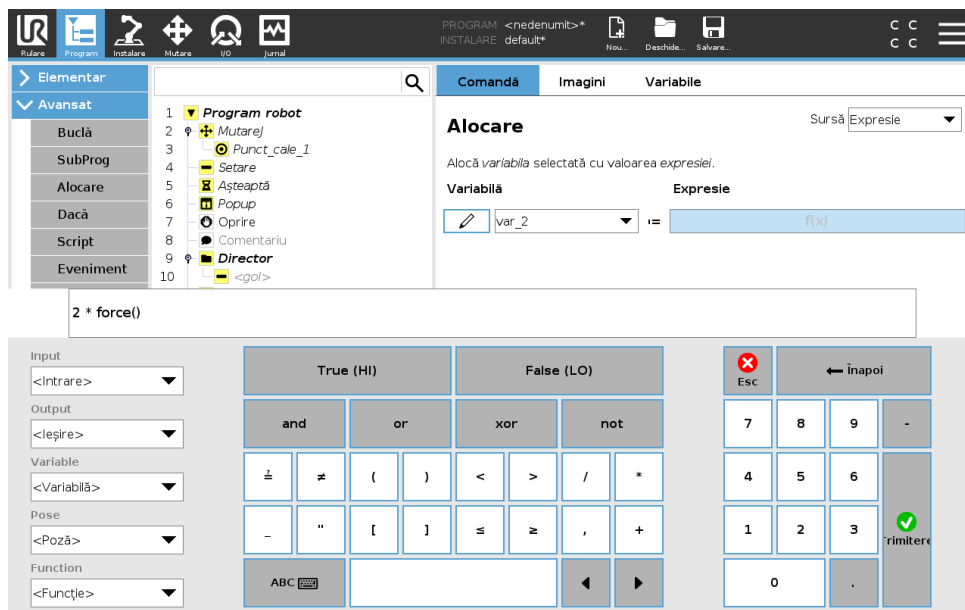 PROGRAM <nedenumit>*
INSTALARE default*
Rulare
Program
Instalare
Mutare
I/O
Jurnal
Nou...
Deschide...
Salvare...
C C
C C
Elementar
Avansat
Buclă
SubProg
Alocare
Dacă
Script
Eveniment
1 Program robot
2 MutareJ
3 Punct_cale_1
4 Setare
5 Așteaptă
6 Popup
7 Oprire
8 Comentariu
9 Director
10 <gol>
Comandă
Imagini
Variabile
Alocare
Sursă Expresie
Alocă variabila selectată cu valoarea expresiei.
Variabilă
Expresie
var_2
:=
f(x)
2 * force()
Input
<Intrare>
Output
<Ieșire>
Variable
<Variabilă>
Pose
<Poză>
Function
<Funcție>
True (HI)
False (LO)
and
or
xor
not
≟ ≠ ( ) < > / *
_ " [ ] ≤ ≥ , +
ABC
Esc
Înapoi
7 8 9 -
4 5 6
1 2 3
Trimitere
0 .